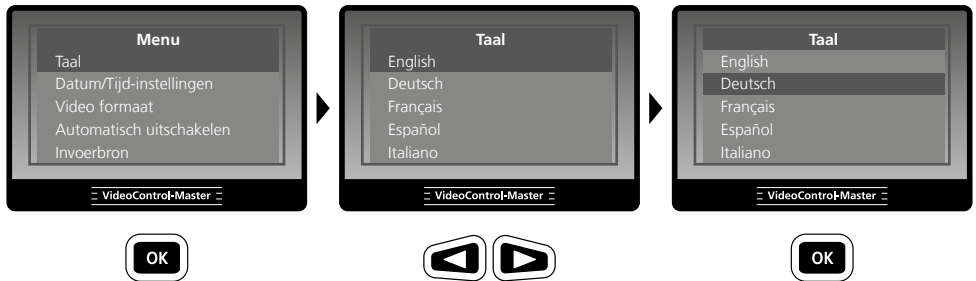 Menu
Taal
Datum/Tijd-instellingen
Video formaat
Automatisch uitschakelen
Invoerbron
VideoControl-Master
OK
Taal
English
Deutsch
Français
Español
Italiano
VideoControl-Master
Taal
English
Deutsch
Français
Español
Italiano
VideoControl-Master
OK